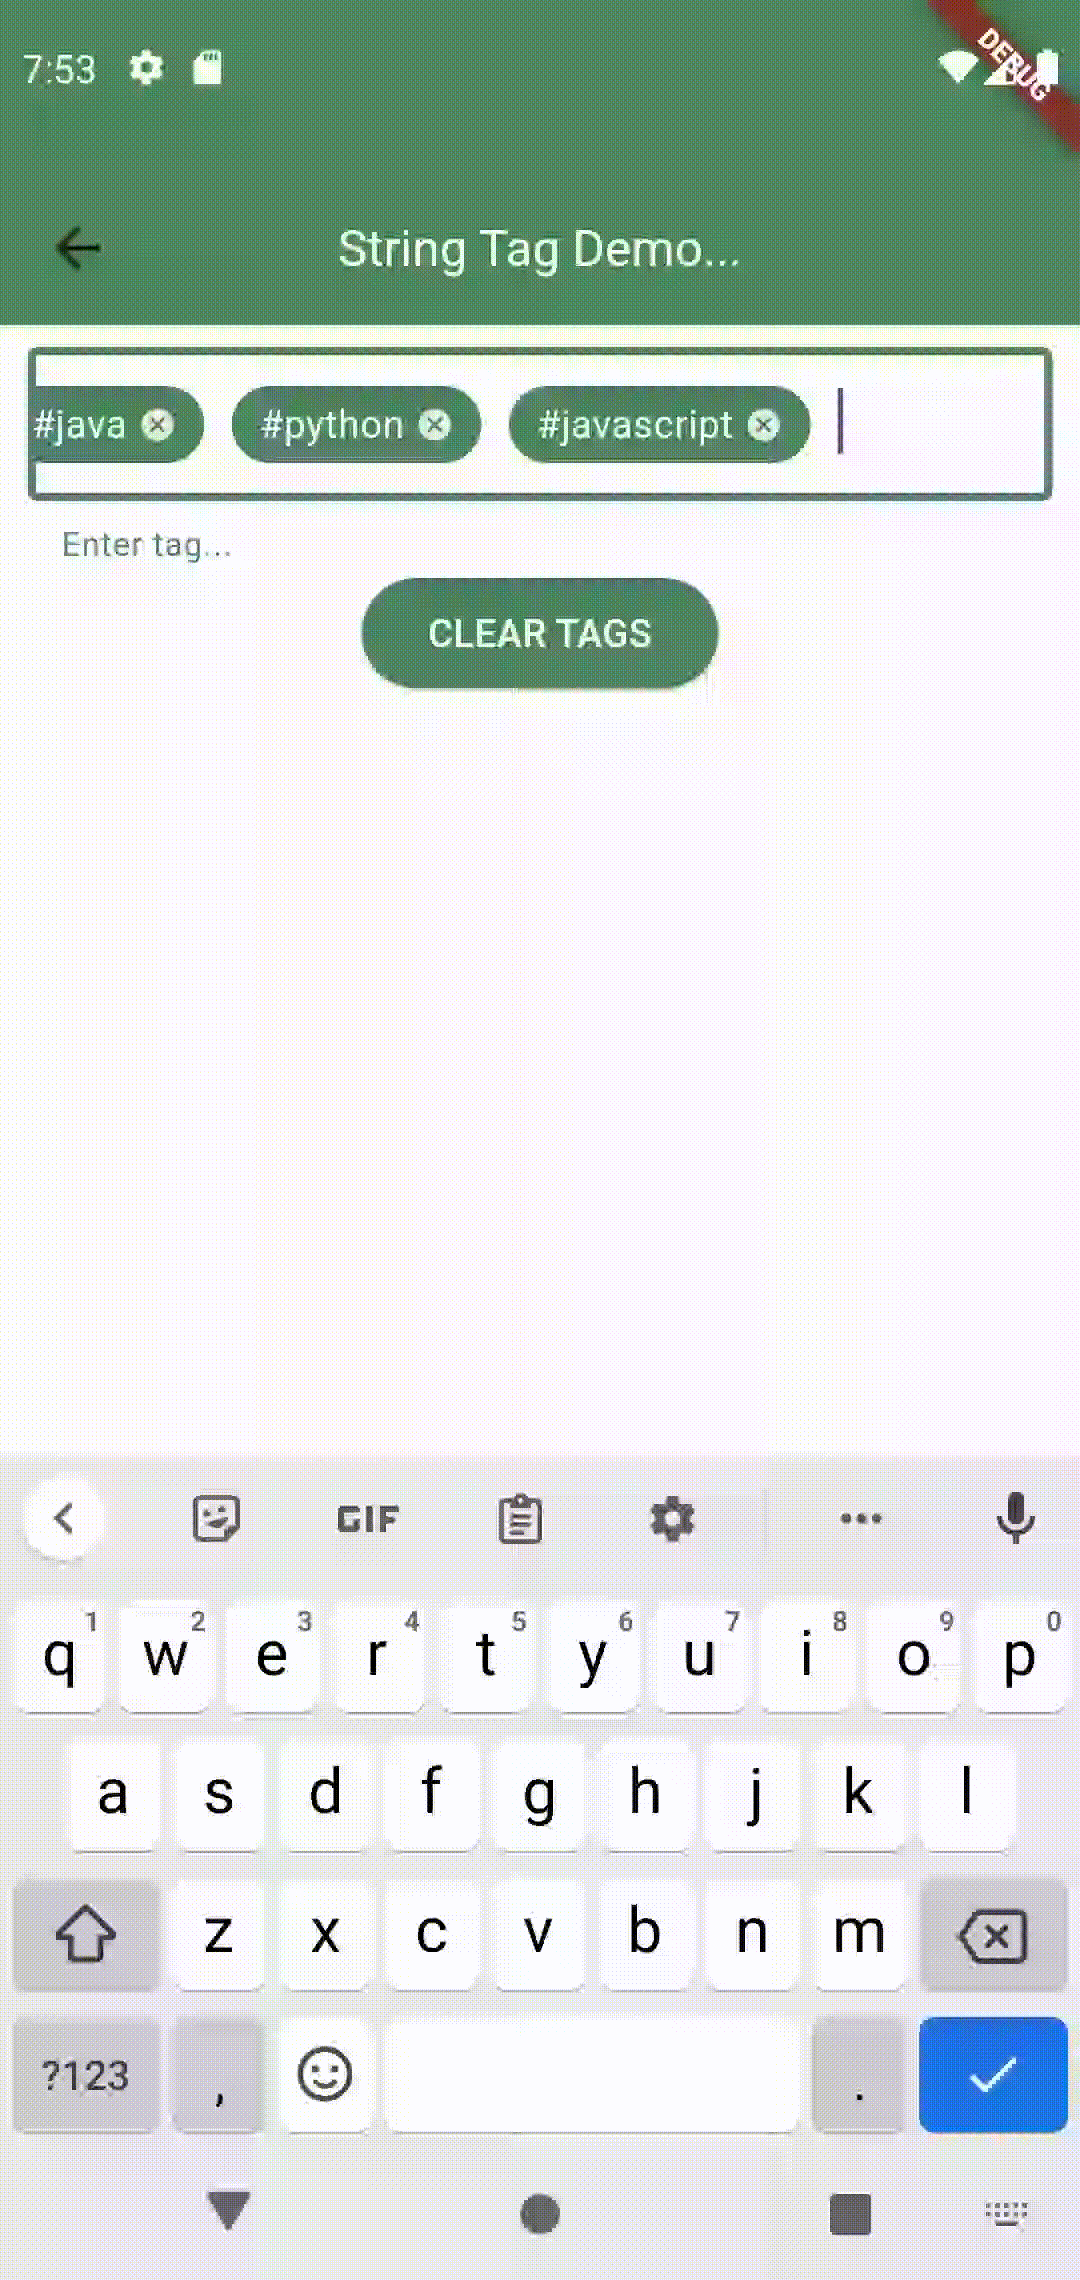 7:53
DEBUG
String Tag Demo...
#java #python #javascript
Enter tag...
CLEAR TAGS
GIF
1 2 3 4 5 6 7 8 9 0
q w e r t y u i o p
a s d f g h j k l
z x c v b n m
?123 , .